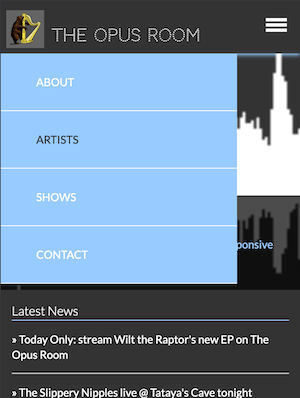 THE OPUS ROOM
ABOUT
ARTISTS
SHOWS
CONTACT
ponsive
Latest News
» Today Only: stream Wilt the Raptor's new EP on The
Opus Room
» The Slippery Nipples live @ Tataya's Cave tonight